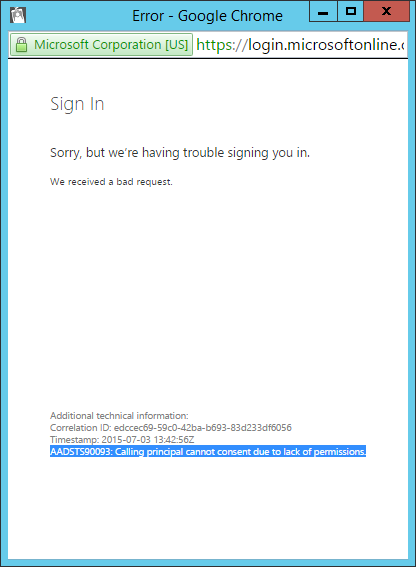 Error - Google Chrome
Microsoft Corporation [US] https://login.microsoftonline.c
Sign In
Sorry, but we're having trouble signing you in.
We received a bad request.
Additional technical information:
Correlation ID: edccec69-59c0-42ba-b693-83d233df6056
Timestamp: 2015-07-03 13:42:56Z
AADSTS90093: Calling principal cannot consent due to lack of permissions.